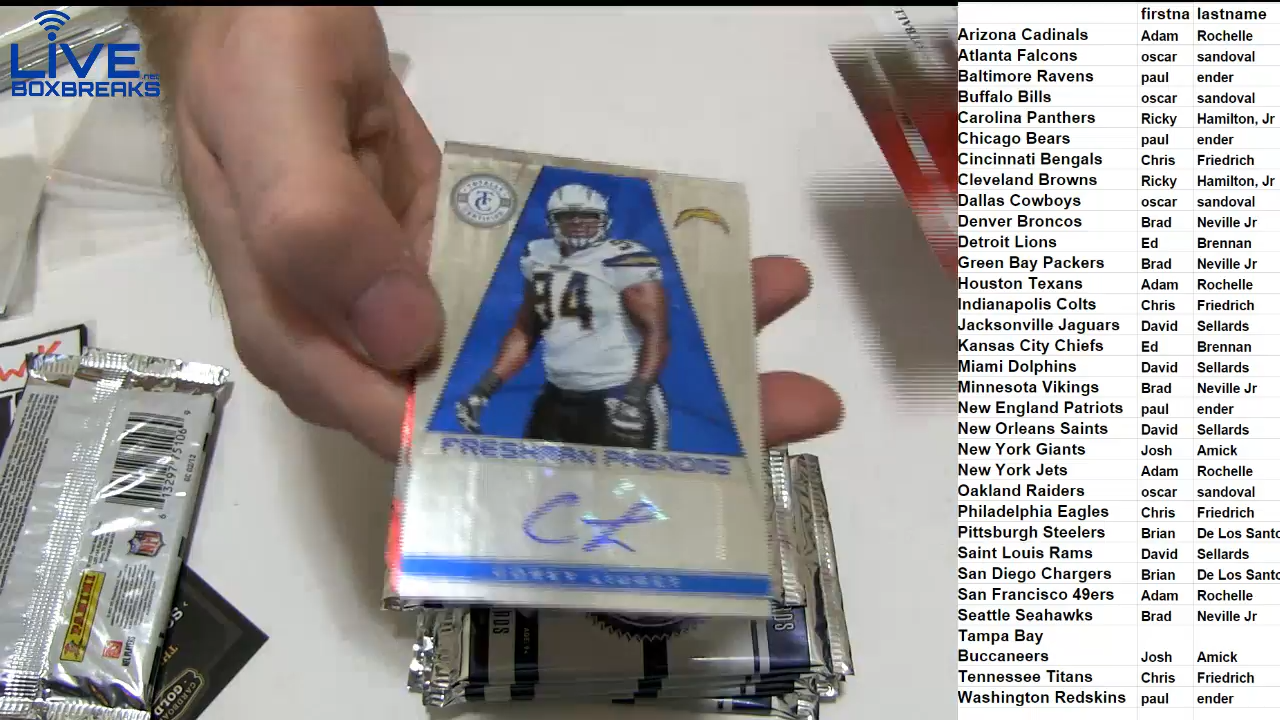 LIVE.net
BOXBREAKS
firstna lastname
Arizona Cadinals Adam Rochelle
Atlanta Falcons oscar sandoval
Baltimore Ravens paul ender
Buffalo Bills oscar sandoval
Carolina Panthers Ricky Hamilton, Jr
Chicago Bears paul ender
Cincinnati Bengals Chris Friedrich
Cleveland Browns Ricky Hamilton, Jr
Dallas Cowboys oscar sandoval
Denver Broncos Brad Neville Jr
Detroit Lions Ed Brennan
Green Bay Packers Brad Neville Jr
Houston Texans Adam Rochelle
Indianapolis Colts Chris Friedrich
Jacksonville Jaguars David Sellards
Kansas City Chiefs Ed Brennan
Miami Dolphins David Sellards
Minnesota Vikings Brad Neville Jr
New England Patriots paul ender
New Orleans Saints David Sellards
New York Giants Josh Amick
New York Jets Adam Rochelle
Oakland Raiders oscar sandoval
Philadelphia Eagles Chris Friedrich
Pittsburgh Steelers Brian De Los Santo
Saint Louis Rams David Sellards
San Diego Chargers Brian De Los Santo
San Francisco 49ers Adam Rochelle
Seattle Seahawks Brad Neville Jr
Tampa Bay
Buccaneers Josh Amick
Tennessee Titans Chris Friedrich
Washington Redskins paul ender
94
FRESHMAN PHENOMS
PANINI
NFL